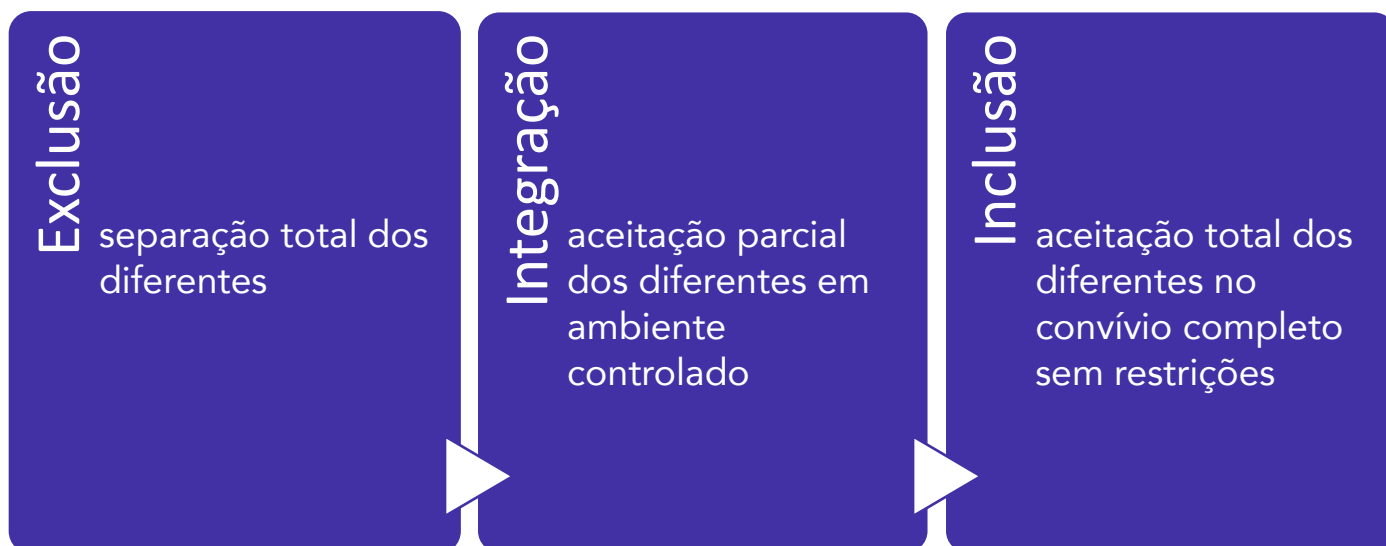 Exclusão
separação total dos
diferentes
Integração
aceitação parcial
dos diferentes em
ambiente
controlado
Inclusão
aceitação total dos
diferentes no
convívio completo
sem restrições